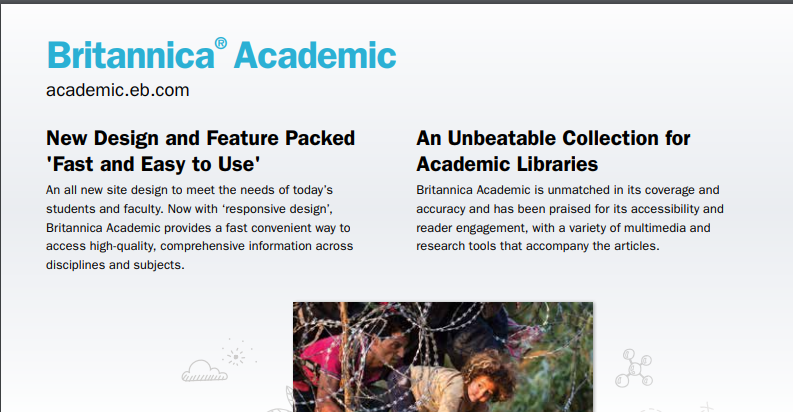 Britannica® Academic
academic.eb.com
New Design and Feature Packed
'Fast and Easy to Use'
An all new site design to meet the needs of today’s
students and faculty. Now with ‘responsive design’,
Britannica Academic provides a fast convenient way to
access high-quality, comprehensive information across
disciplines and subjects.
An Unbeatable Collection for
Academic Libraries
Britannica Academic is unmatched in its coverage and
accuracy and has been praised for its accessibility and
reader engagement, with a variety of multimedia and
research tools that accompany the articles.